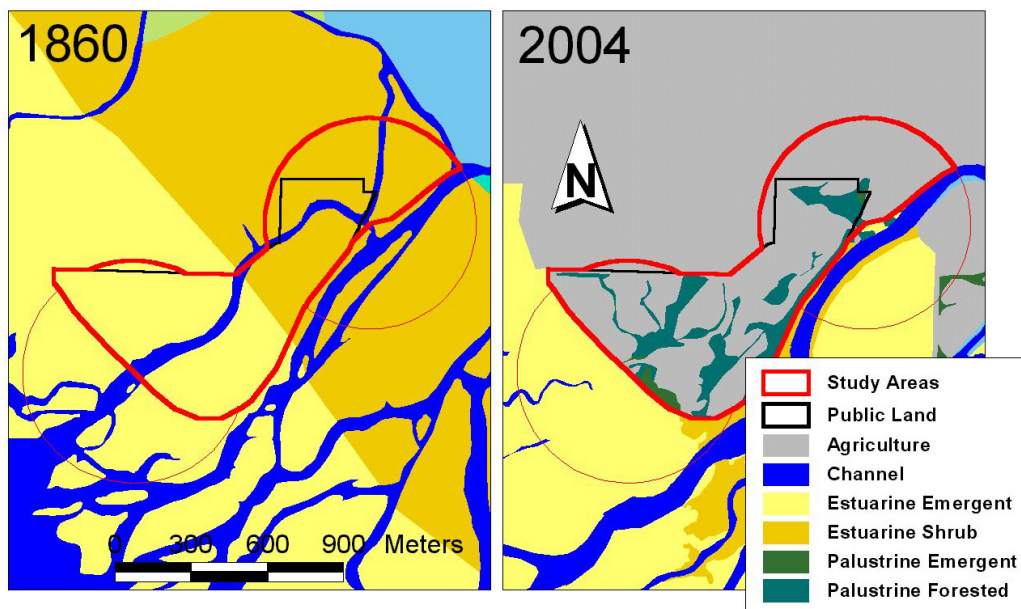 1860
2004
N
0 300 600 900 Meters
Study Areas
Public Land
Agriculture
Channel
Estuarine Emergent
Estuarine Shrub
Palustrine Emergent
Palustrine Forested